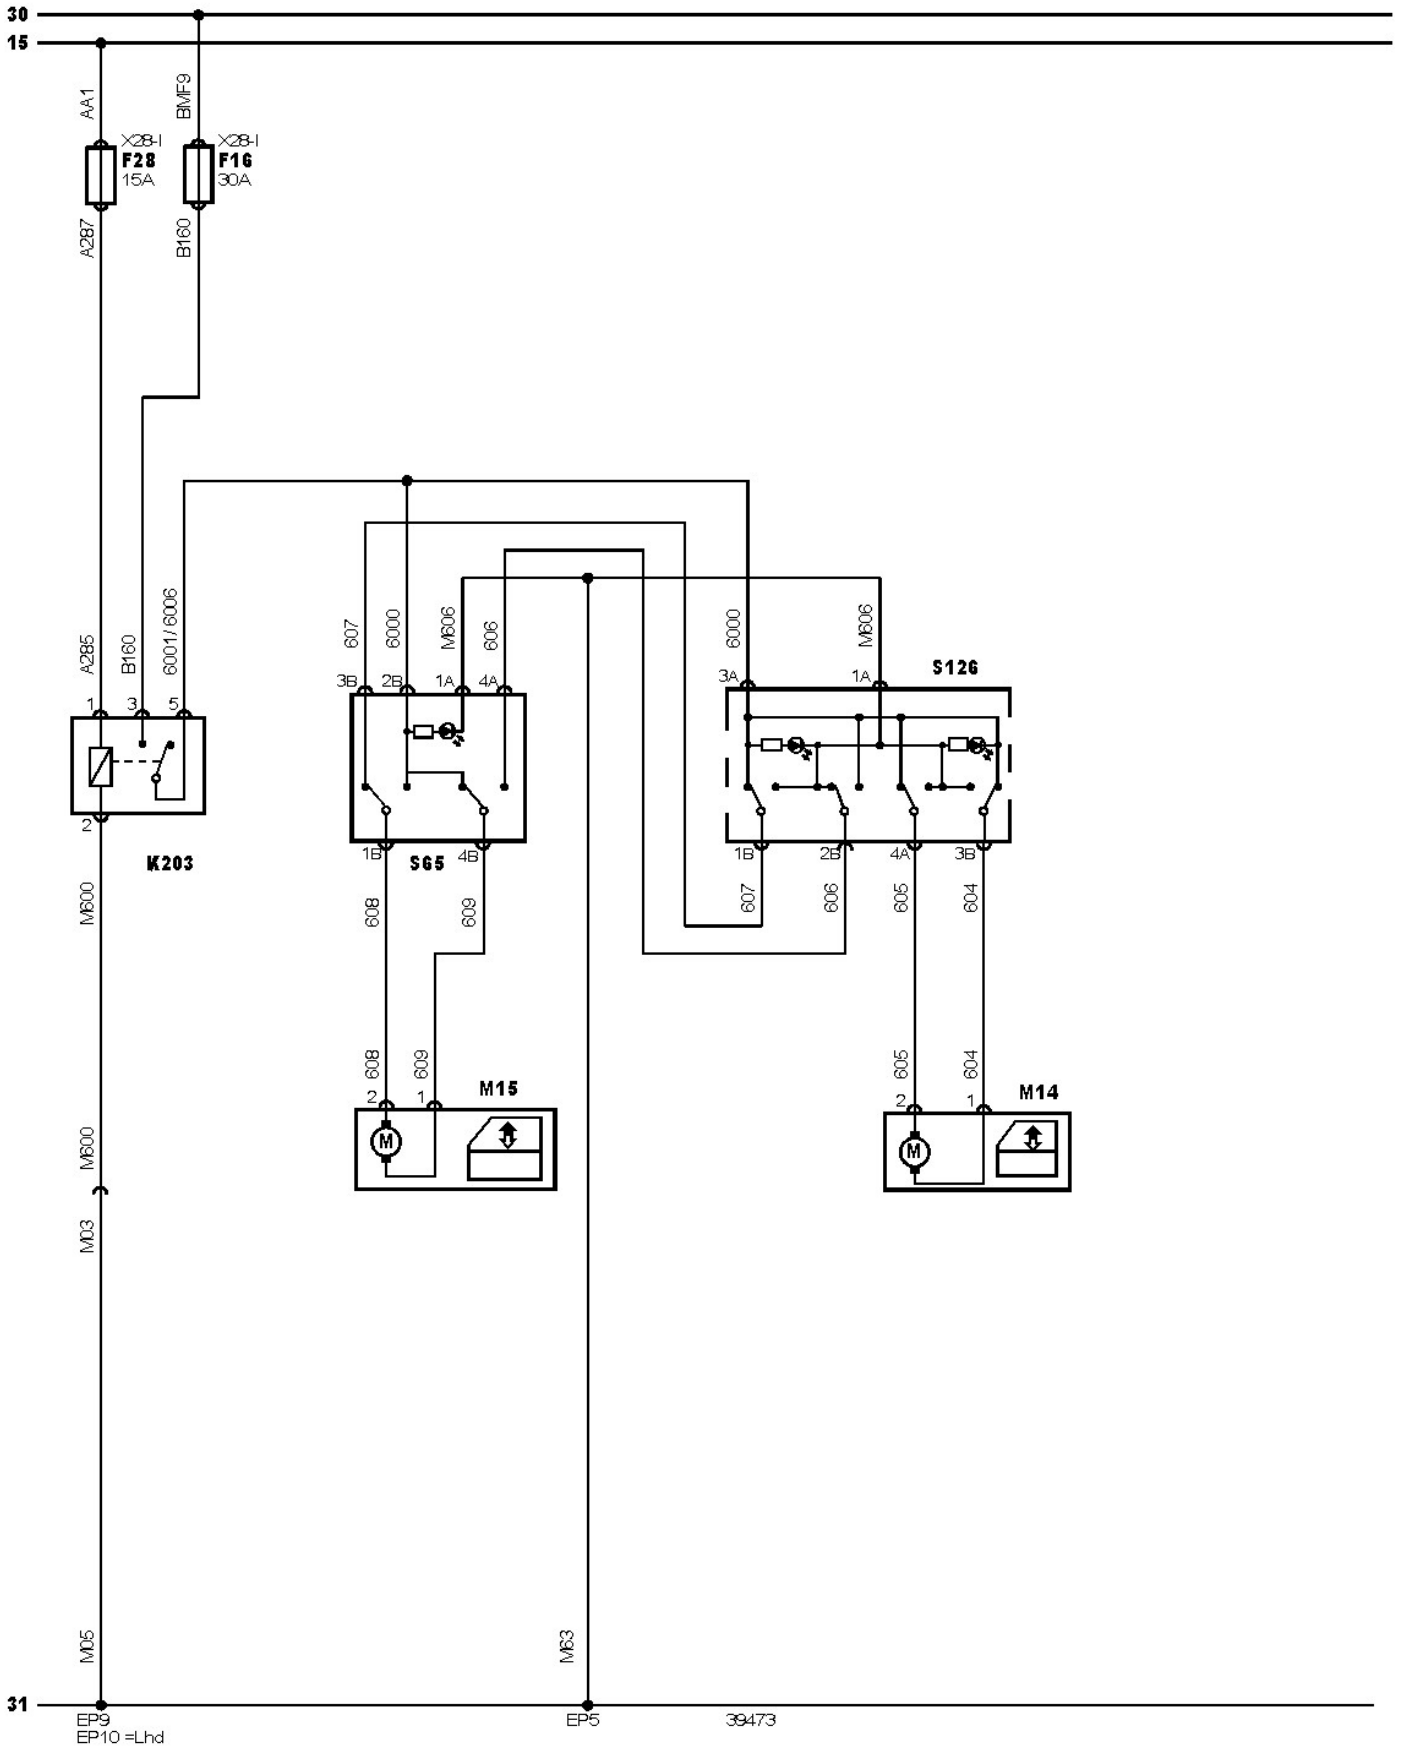 30
15
AA1
BMF9
X28-I
F28
15A
X28-I
F16
30A
A287
B160
A285
B160
6001/6006
607
6000
M606
606
6000
M606
S126
3B
2B
1A
4A
3A
1A
1
3
5
2
K203
1B
S65
4B
1B
2B
4A
3B
M600
608
609
607
606
605
604
M600
608
609
605
604
2
1
M15
2
1
M14
M
M
M03
M05
M63
31
EP9
EP10 =Lhd
EP5
39473